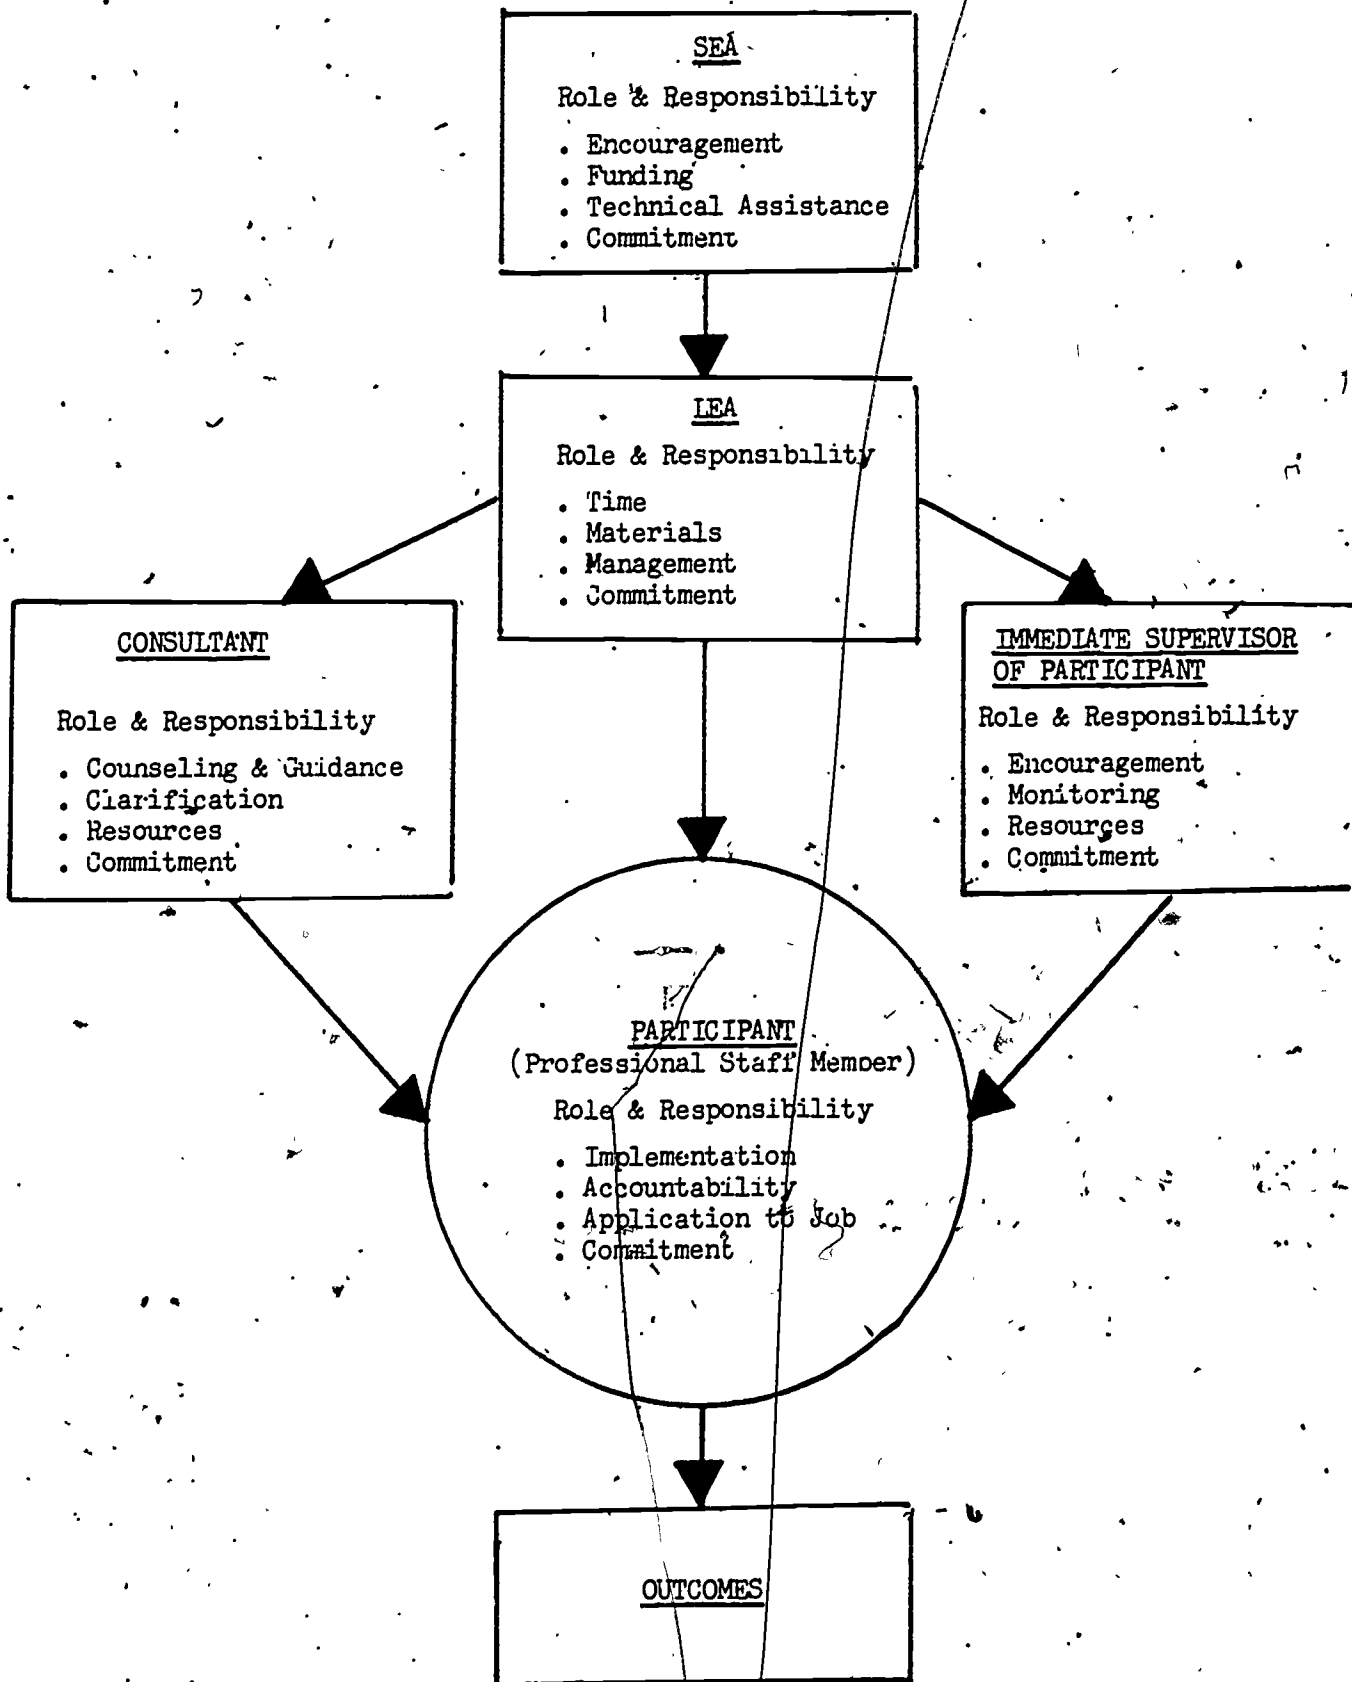 SEA
Role & Responsibility
. Encouragement
. Funding
. Technical Assistance
. Commitment
LEA
Role & Responsibility
. Time
. Materials
. Management
. Commitment
CONSULTANT
Role & Responsibility
. Counseling & Guidance
. Clarification
. Resources
. Commitment
IMMEDIATE SUPERVISOR
OF PARTICIPANT
Role & Responsibility
. Encouragement
. Monitoring
. Resources
. Commitment
PARTICIPANT
(Professional Staff Member)
Role & Responsibility
. Implementation
. Accountability
. Application to Job
. Commitment
OUTCOMES